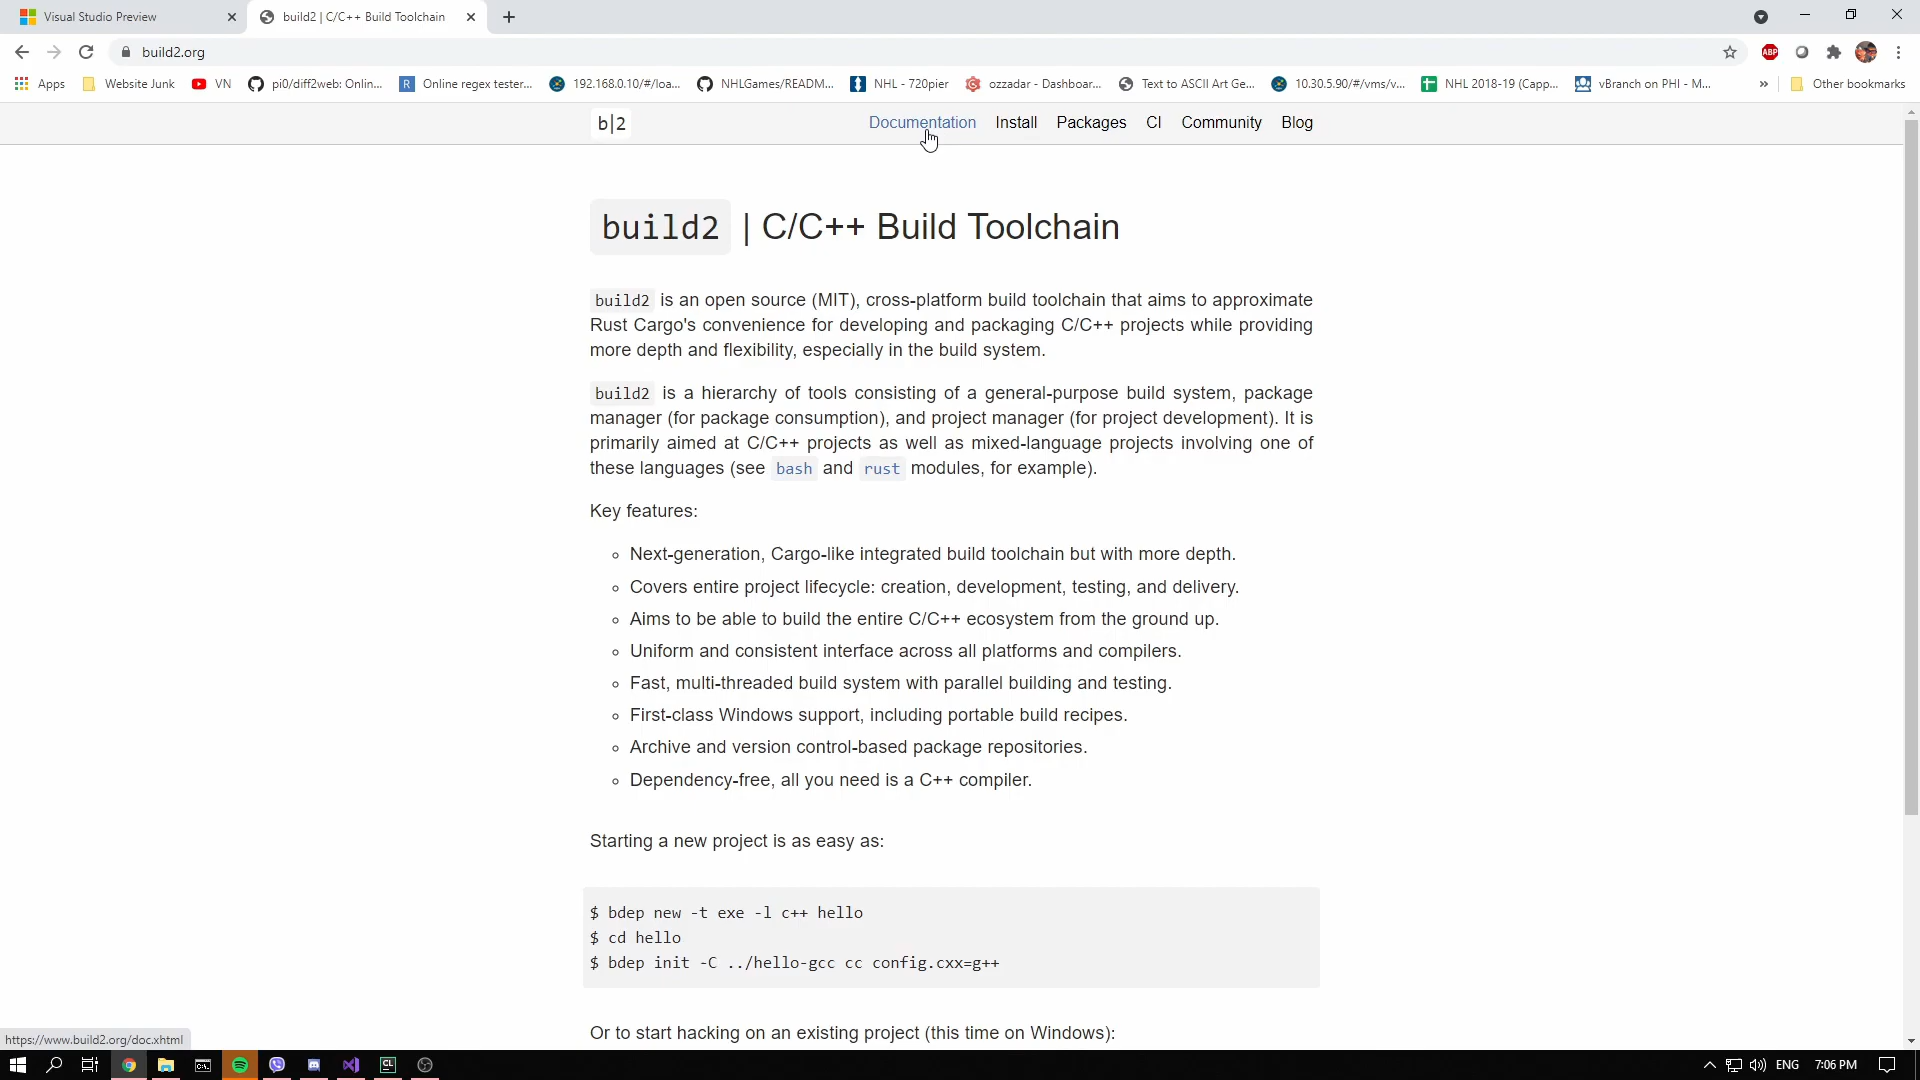 Visual Studio Preview
build2 | C/C++ Build Toolchain
build2.org
Apps
Website Junk
VN
pi0/diff2web: Onlin...
R
Online regex tester...
192.168.0.10/#/loa...
NHLGames/READM...
NHL - 720pier
ozzadar - Dashboar...
Text to ASCII Art Ge...
10.30.5.90/#/vms/v...
NHL 2018-19 (Capp...
vBranch on PHI - M...
»
Other bookmarks
ABP
b|2
Documentation
Install
Packages
CI
Community
Blog
build2 | C/C++ Build Toolchain
build2 is an open source (MIT), cross-platform build toolchain that aims to approximate
Rust Cargo's convenience for developing and packaging C/C++ projects while providing
more depth and flexibility, especially in the build system.
build2 is a hierarchy of tools consisting of a general-purpose build system, package
manager (for package consumption), and project manager (for project development). It is
primarily aimed at C/C++ projects as well as mixed-language projects involving one of
these languages (see bash and rust modules, for example).
Key features:
Next-generation, Cargo-like integrated build toolchain but with more depth.
Covers entire project lifecycle: creation, development, testing, and delivery.
Aims to be able to build the entire C/C++ ecosystem from the ground up.
Uniform and consistent interface across all platforms and compilers.
Fast, multi-threaded build system with parallel building and testing.
First-class Windows support, including portable build recipes.
Archive and version control-based package repositories.
Dependency-free, all you need is a C++ compiler.
Starting a new project is as easy as:
$ bdep new -t exe -l c++ hello
$ cd hello
$ bdep init -C ../hello-gcc cc config.cxx=g++
Or to start hacking on an existing project (this time on Windows):
https://www.build2.org/doc.xhtml
CL
ENG
7:06 PM